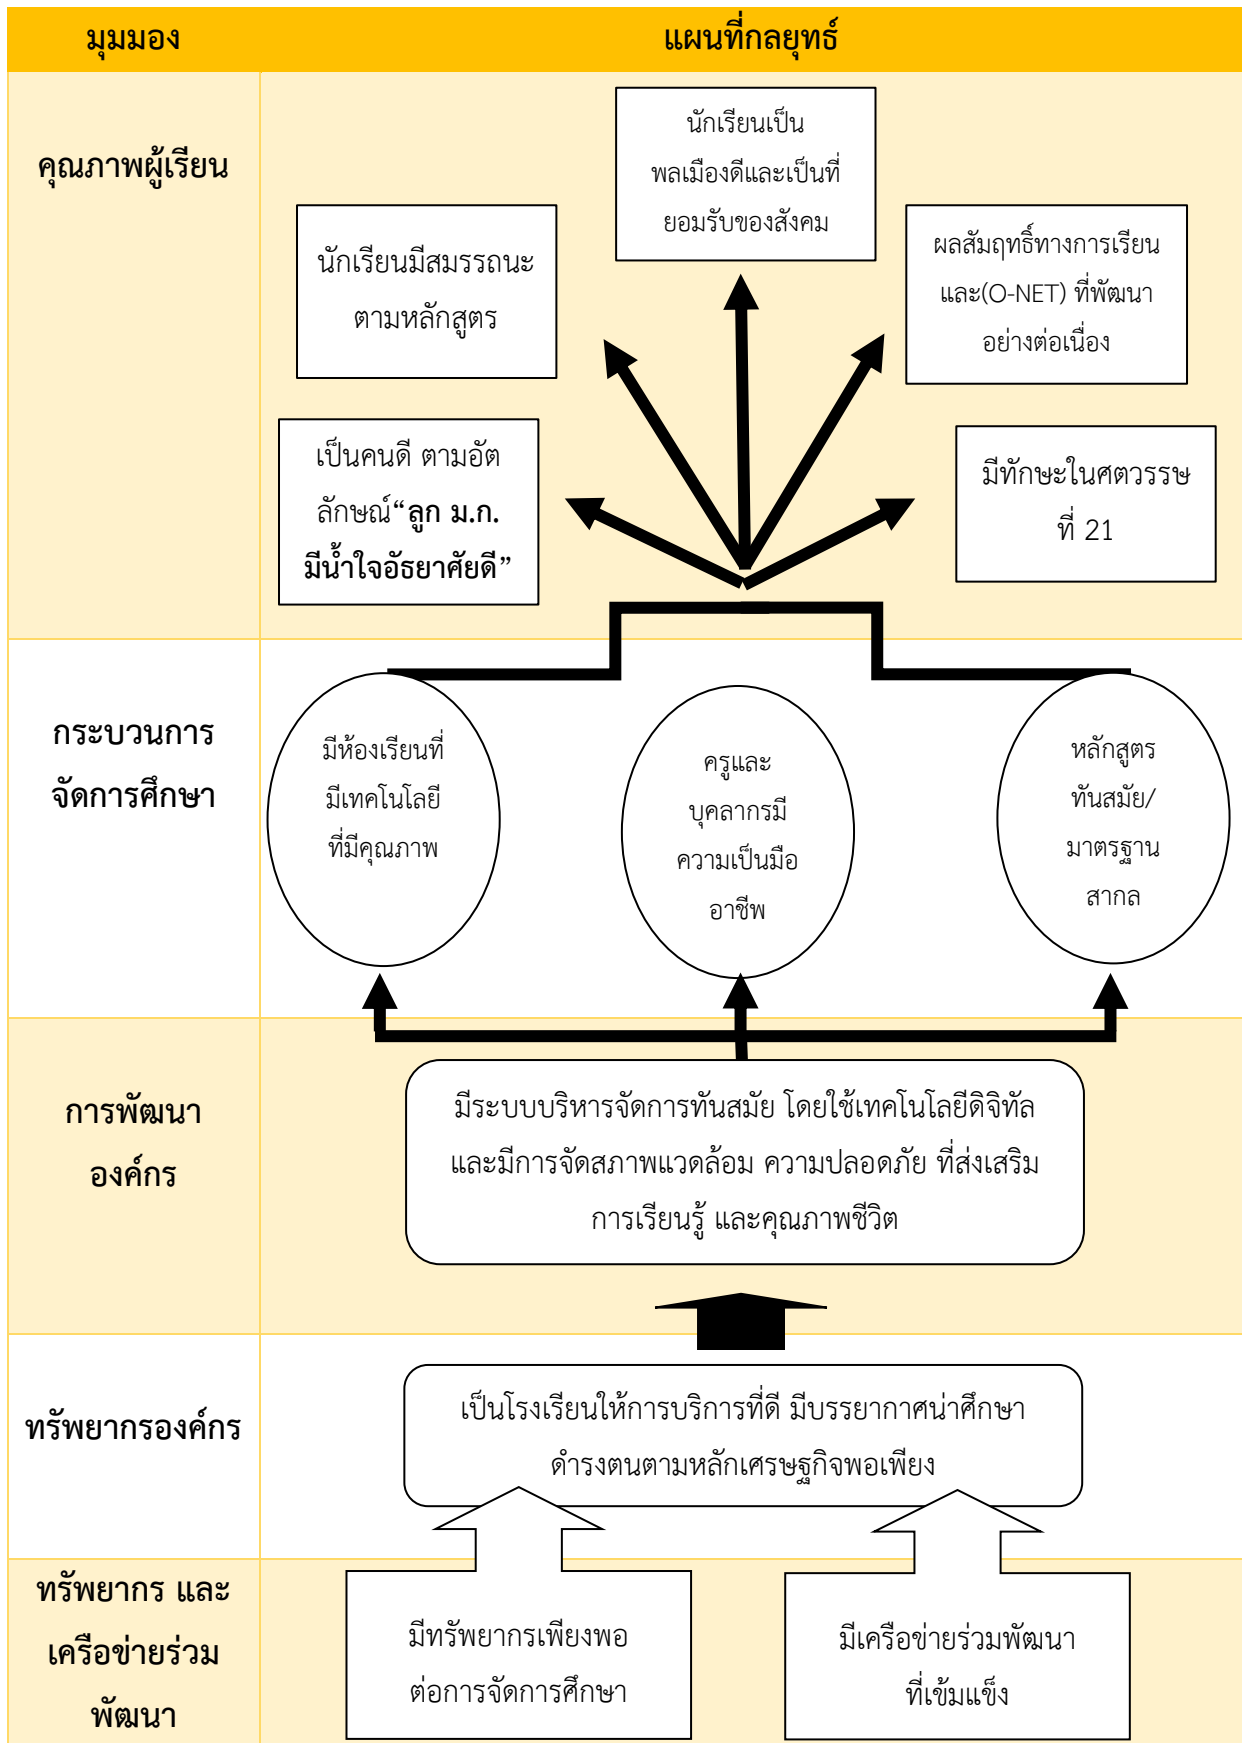 มุมมอง
แผนที่กลยุทธ์
คุณภาพผู้เรียน
นักเรียนเป็น
พลเมืองดีและเป็นที่
ยอมรับของสังคม
นักเรียนมีสมรรถนะ
ตามหลักสูตร
ผลสัมฤทธิ์ทางการเรียน
และ(O-NET) ที่พัฒนา
อย่างต่อเนื่อง
เป็นคนดี ตามอัต
ลักษณ์“ลูก ม.ก.
มีน้ำใจอัธยาศัยดี”
มีทักษะในศตวรรษ
ที่ 21
กระบวนการ
จัดการศึกษา
มีห้องเรียนที่
มีเทคโนโลยี
ที่มีคุณภาพ
ครูและ
บุคลากรมี
ความเป็นมือ
อาชีพ
หลักสูตร
ทันสมัย/
มาตรฐาน
สากล
การพัฒนา
องค์กร
มีระบบบริหารจัดการทันสมัย โดยใช้เทคโนโลยีดิจิทัล
และมีการจัดสภาพแวดล้อม ความปลอดภัย ที่ส่งเสริม
การเรียนรู้ และคุณภาพชีวิต
ทรัพยากรองค์กร
เป็นโรงเรียนให้การบริการที่ดี มีบรรยากาศน่าศึกษา
ดำรงตนตามหลักเศรษฐกิจพอเพียง
ทรัพยากร และ
เครือข่ายร่วม
พัฒนา
มีทรัพยากรเพียงพอ
ต่อการจัดการศึกษา
มีเครือข่ายร่วมพัฒนา
ที่เข้มแข็ง